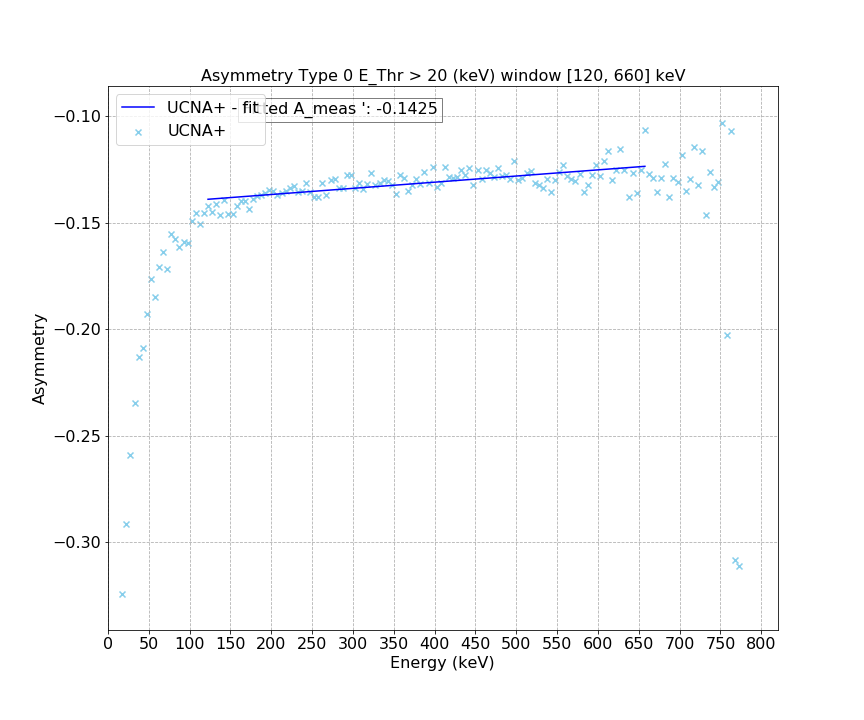 Asymmetry Type 0 E_Thr > 20 (keV) window [120, 660] keV
UCNA+ - fitted A_meas ': -0.1425
UCNA+
−0.10
−0.15
−0.20
−0.25
−0.30
Asymmetry
0 50 100 150 200 250 300 350 400 450 500 550 600 650 700 750 800
Energy (keV)